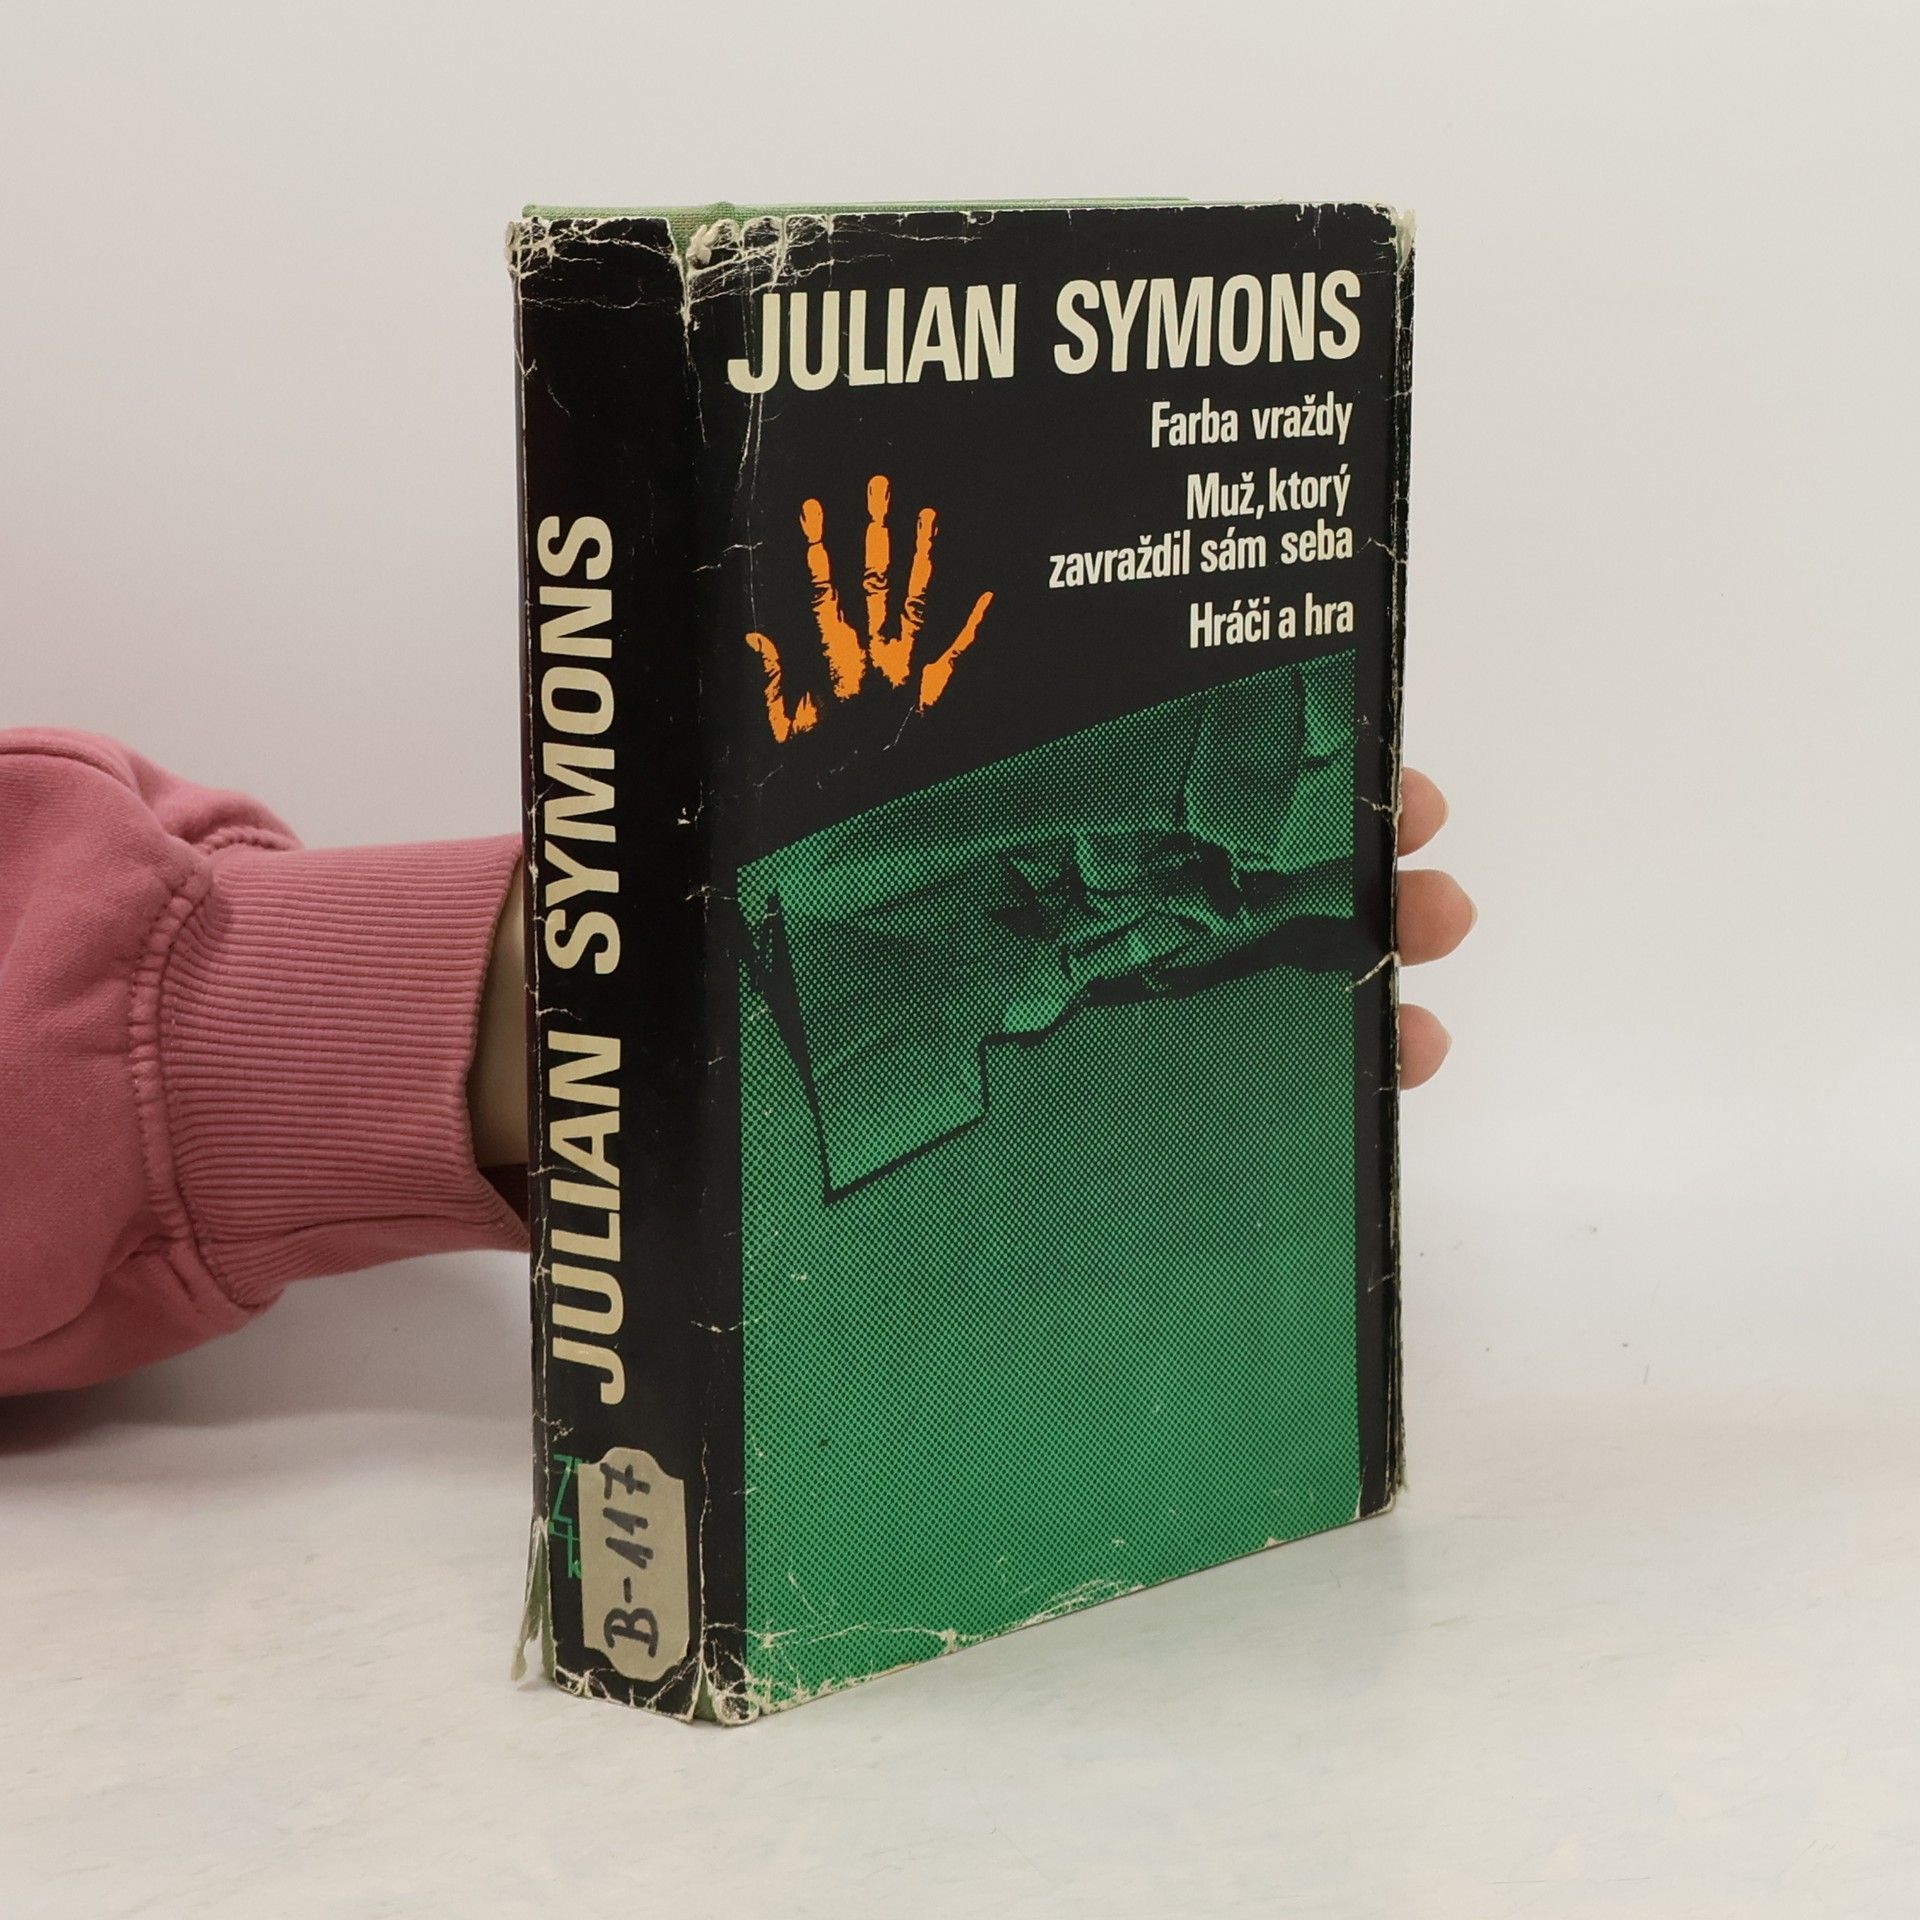 JULIAN SYMONS
Farba vraždy
Muž, ktorý
zavraždil sám seba
Hráči a hra
JULIAN SYMONS
B-117